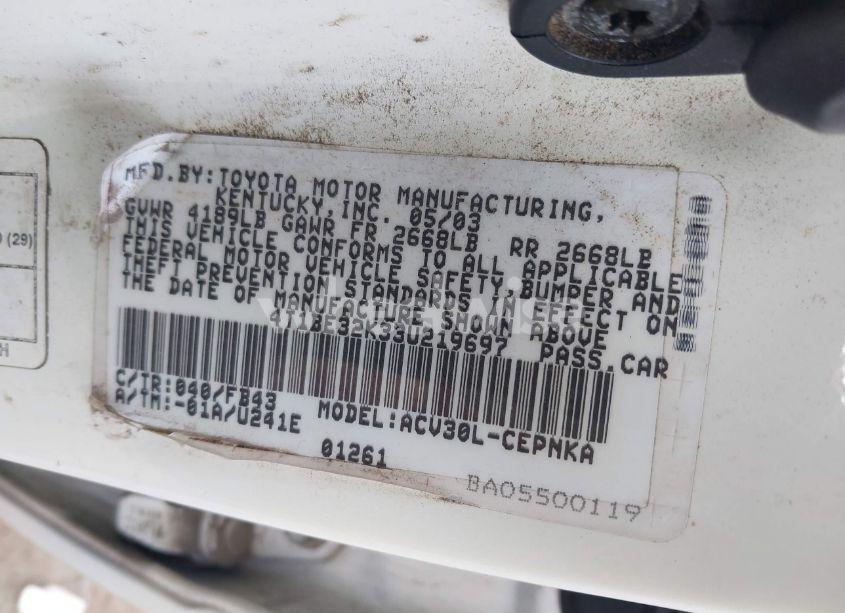 MFD.BY:TOYOTA MOTOR MANUFACTURING,
KENTUCKY,INC. 05/03
GVWR 4189LB GAWR FR 2668LB RR 2668LB
THIS VEHICLE CONFORMS TO ALL APPLICABLE
FEDERAL MOTOR VEHICLE SAFETY,BUMPER AND
THEFT PREVENTION STANDARDS IN EFFECT ON
THE DATE OF MANUFACTURE SHOWN ABOVE
4T1BE32K33U219697 PASS.CAR
C/TR:040/FB43
A/TM:-01A/U241E MODEL:ACV30L-CEPNKA
01261
BA05500119
(29)
H